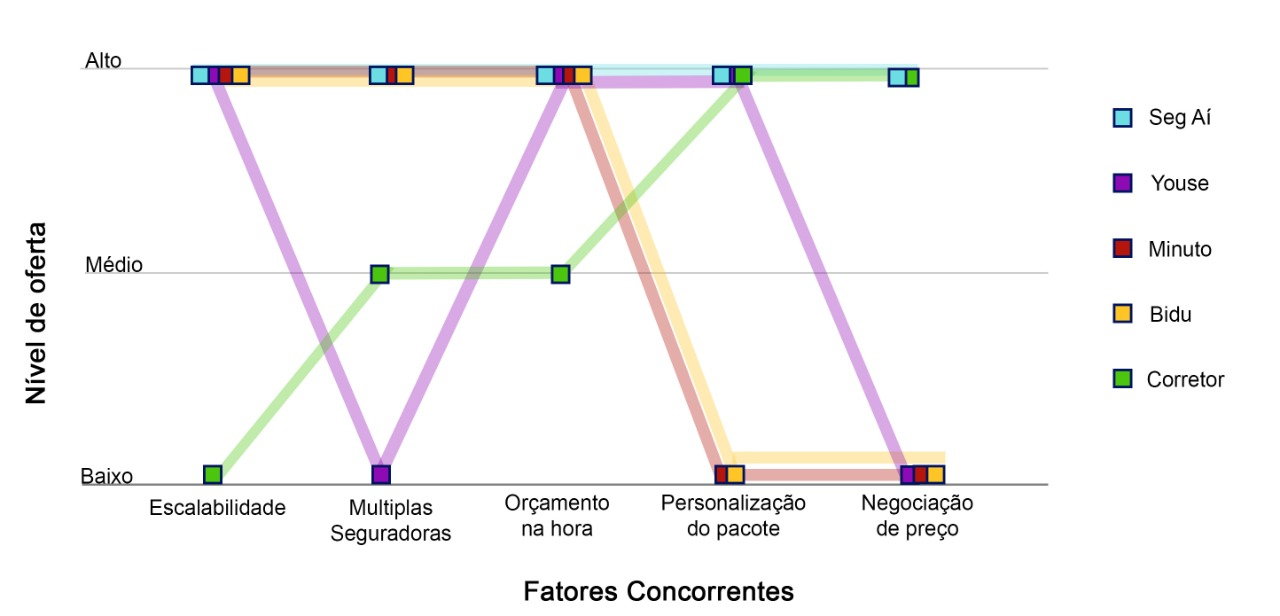 Alto
Médio
Baixo
Nível de oferta
Escalabilidade
Multiplas
Seguradoras
Orçamento
na hora
Personalização
do pacote
Negociação
de preço
Fatores Concorrentes
Seg Aí
Youse
Minuto
Bidu
Corretor